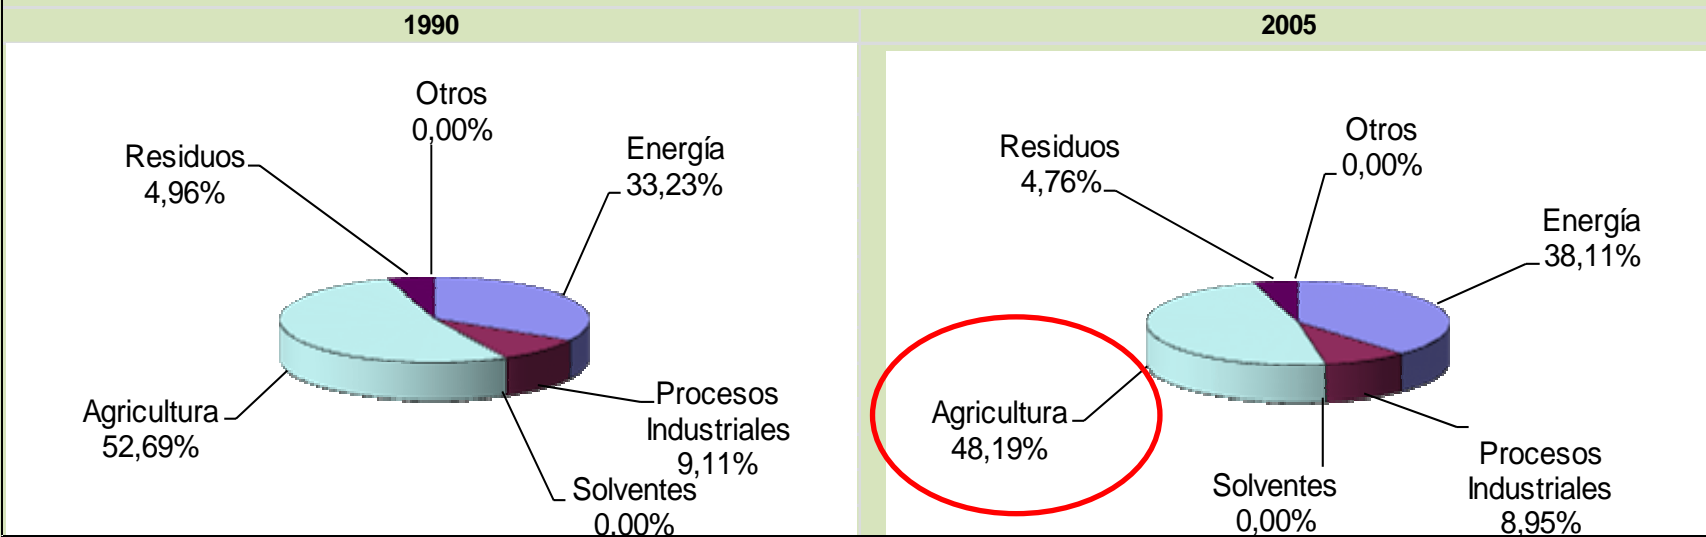 1990
Otros
0,00%
Residuos
4,96%
Energía
33,23%
Agricultura
52,69%
Procesos
Industriales
9,11%
Solventes
0,00%
2005
Otros
0,00%
Residuos
4,76%
Energía
38,11%
Agricultura
48,19%
Solventes
0,00%
Procesos
Industriales
8,95%